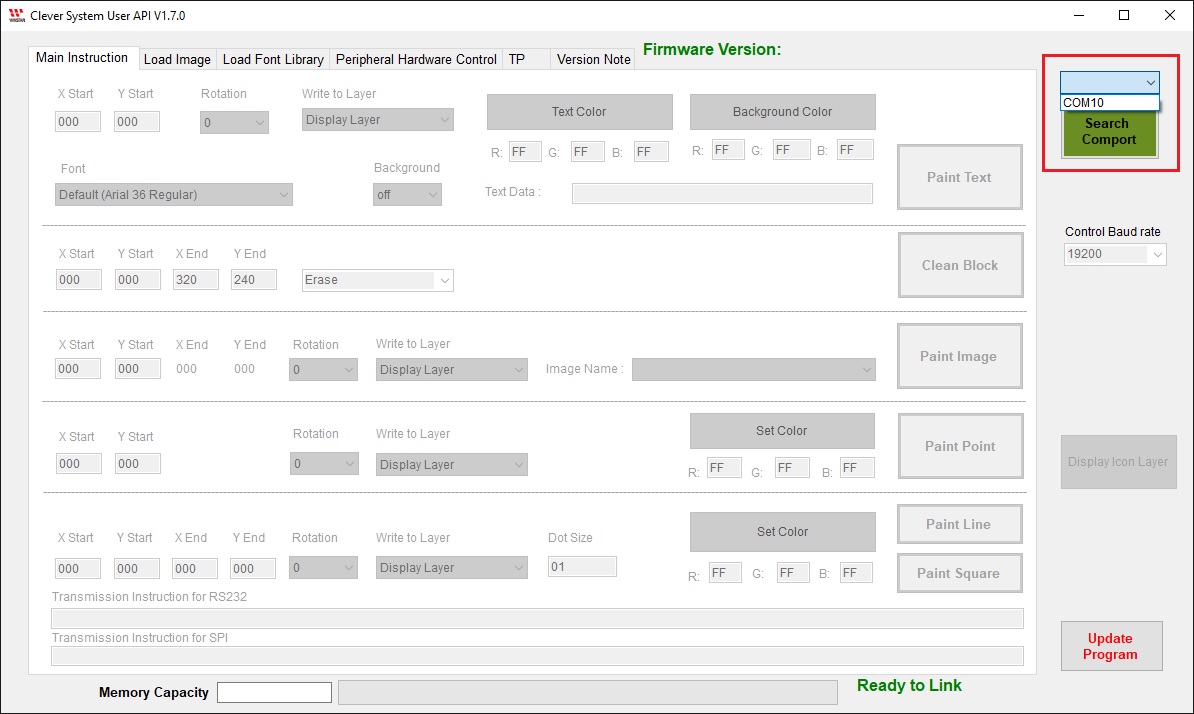 WINSTAR Clever System User API V1.7.0
Main Instruction Load Image Load Font Library Peripheral Hardware Control TP Version Note Firmware Version:
COM10
Search
Comport
X Start Y Start Rotation Write to Layer
000 000 0 Display Layer Text Color Background Color
R: FF G: FF B: FF R: FF G: FF B: FF
Font Background
Default (Arial 36 Regular) off Text Data : Paint Text
Control Baud rate
19200
X Start Y Start X End Y End
000 000 320 240 Erase Clean Block
X Start Y Start X End Y End Rotation Write to Layer
000 000 000 000 0 Display Layer Image Name : Paint Image
X Start Y Start Rotation Write to Layer Set Color
000 000 0 Display Layer R: FF G: FF B: FF Paint Point
Display Icon Layer
X Start Y Start X End Y End Rotation Write to Layer Dot Size Set Color Paint Line
000 000 000 000 0 Display Layer 01 R: FF G: FF B: FF Paint Square
Transmission Instruction for RS232
Transmission Instruction for SPI
Update
Program
Memory Capacity Ready to Link